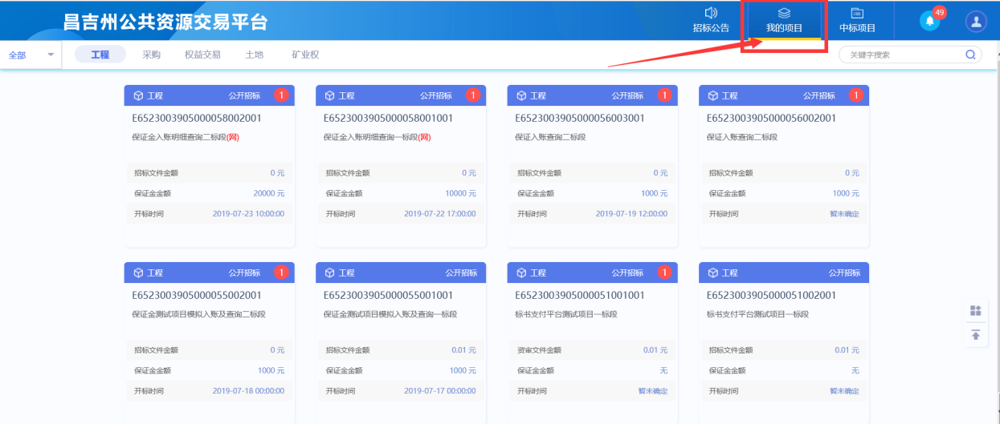 昌吉州公共资源交易平台
招标公告
我的项目
中标项目
49
全部
工程
采购
权益交易
土地
矿业权
关键字搜索
工程 公开招标 1
E6523003905000058002001
保证金入账明细查询二标段(网)
招标文件金额 0 元
保证金金额 20000 元
开标时间 2019-07-23 10:00:00
工程 公开招标 1
E6523003905000058001001
保证金入账明细查询一标段(网)
招标文件金额 0 元
保证金金额 10000 元
开标时间 2019-07-22 17:00:00
工程 公开招标 1
E6523003905000056003001
保证入账查询二标段
招标文件金额 0 元
保证金金额 1000 元
开标时间 2019-07-19 12:00:00
工程 公开招标 1
E6523003905000056002001
保证入账查询二标段
招标文件金额 0 元
保证金金额 1000 元
开标时间 暂未确定
工程 公开招标 1
E6523003905000055002001
保证金测试项目模拟入账及查询二标段
招标文件金额 0 元
保证金金额 1000 元
开标时间 2019-07-18 00:00:00
工程 公开招标
E6523003905000055001001
保证金测试项目模拟入账及查询一标段
招标文件金额 0.01 元
保证金金额 1000 元
开标时间 2019-07-17 00:00:00
工程 公开招标 1
E6523003905000051001001
标书支付平台测试项目一标段
资审文件金额 0.01 元
保证金金额 无
开标时间 暂未确定
工程 公开招标
E6523003905000051002001
标书支付平台测试项目一标段
招标文件金额 0.01 元
保证金金额 无
开标时间 暂未确定